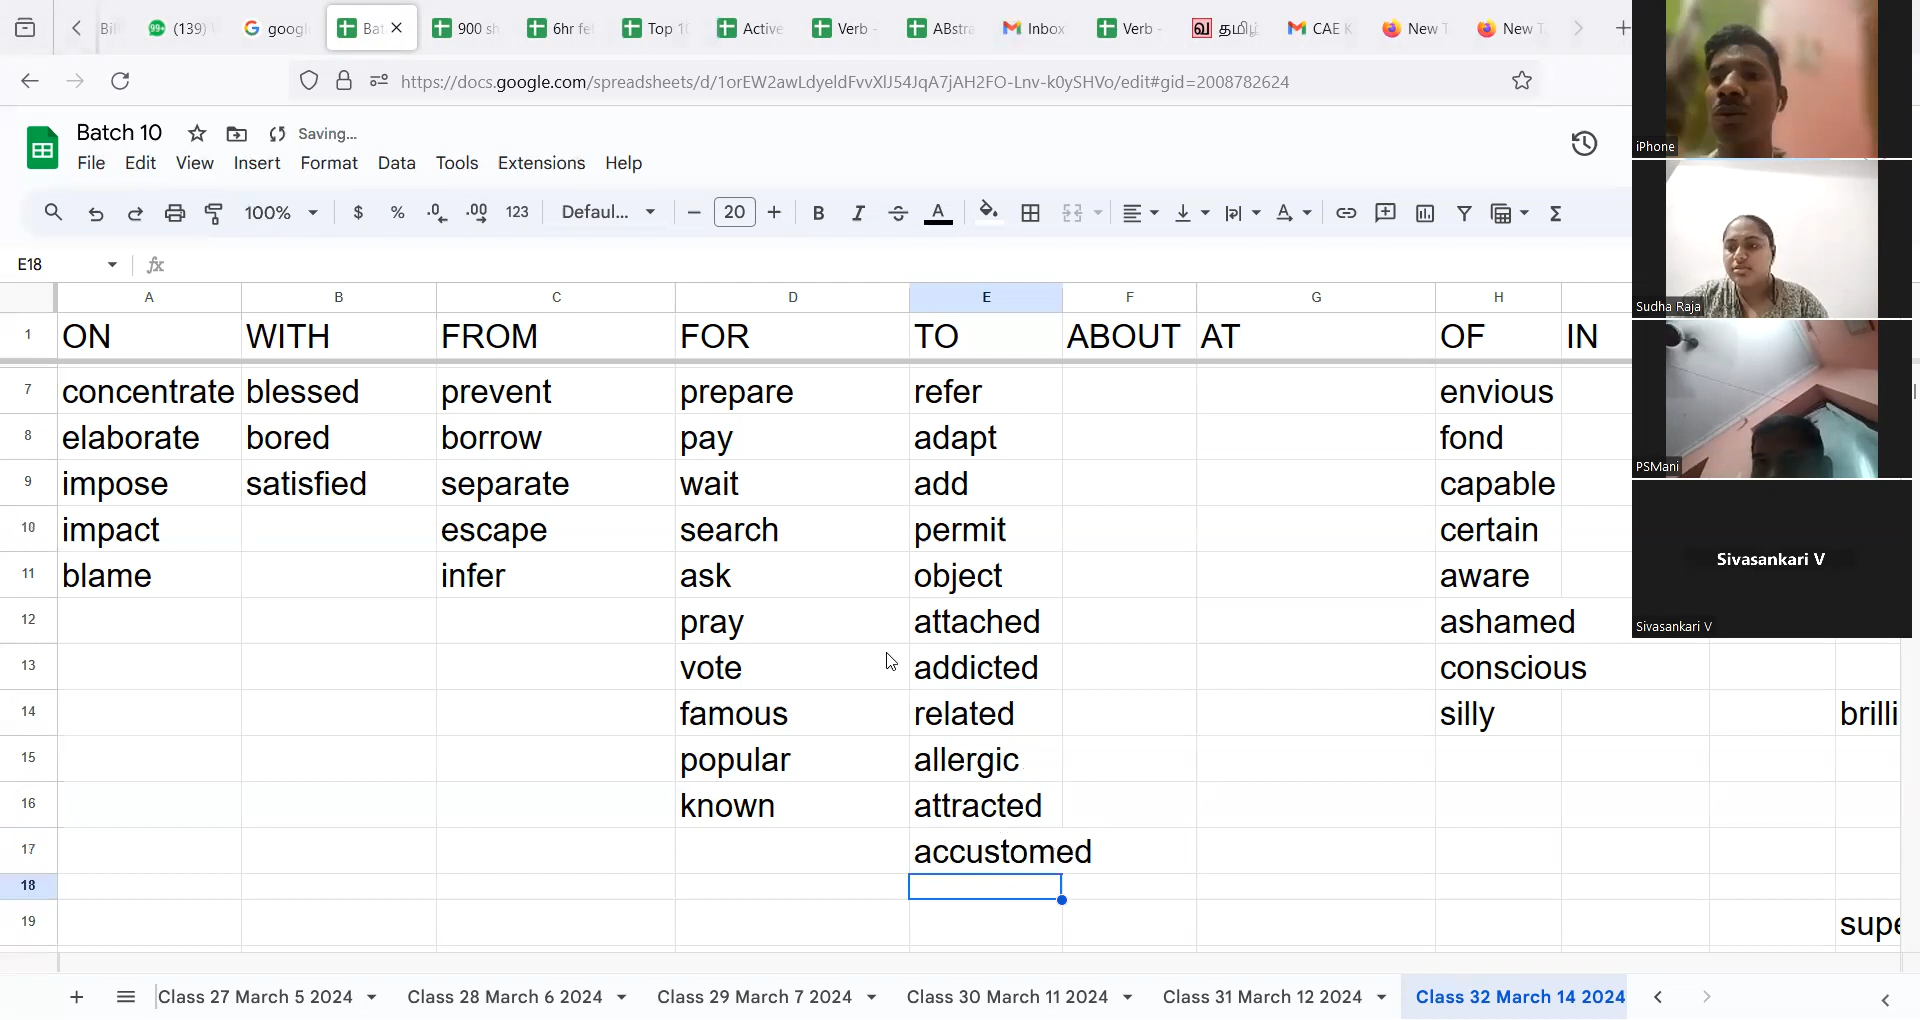 Bil (139) googl Bat 900 sh 6hr fe Top 10 Active Verb - ABstra Inbox Verb - தமிழ் CAE K New T New T
https://docs.google.com/spreadsheets/d/1orEW2awLdyeldFvvXlJ54JqA7jAH2FO-Lnv-k0ySHVo/edit#gid=2008782624
Batch 10 Saving...
File Edit View Insert Format Data Tools Extensions Help
100% $ % .0 .00 123 Defaul... 20 B I A
E18 fx
A B C D E F G H
1 ON WITH FROM FOR TO ABOUT AT OF IN
7 concentrate blessed prevent prepare refer envious
8 elaborate bored borrow pay adapt fond
9 impose satisfied separate wait add capable
10 impact escape search permit certain
11 blame infer ask object aware
12 pray attached ashamed
13 vote addicted conscious
14 famous related silly brilli
15 popular allergic
16 known attracted
17 accustomed
18
19 supe
Class 27 March 5 2024 Class 28 March 6 2024 Class 29 March 7 2024 Class 30 March 11 2024 Class 31 March 12 2024 Class 32 March 14 2024
iPhone
Sudha Raja
PSMani
Sivasankari V
Sivasankari V